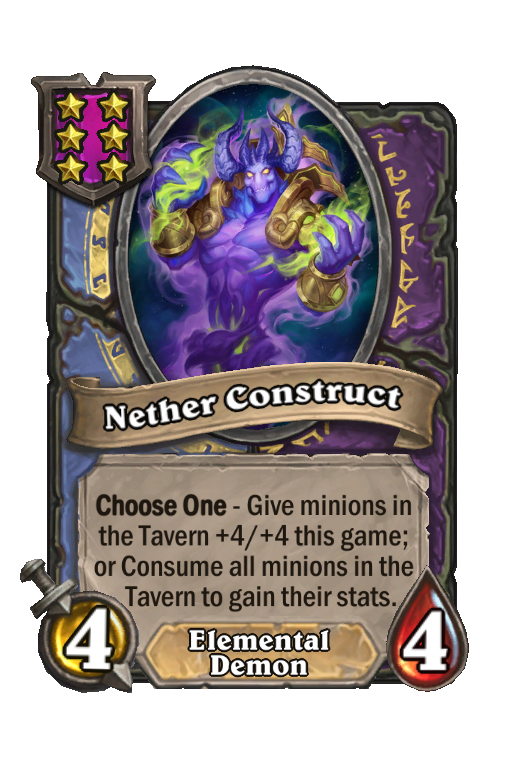 Nether Construct
Choose One - Give minions in
the Tavern +4/+4 this game;
or Consume all minions in the
Tavern to gain their stats.
4
Elemental
Demon
4